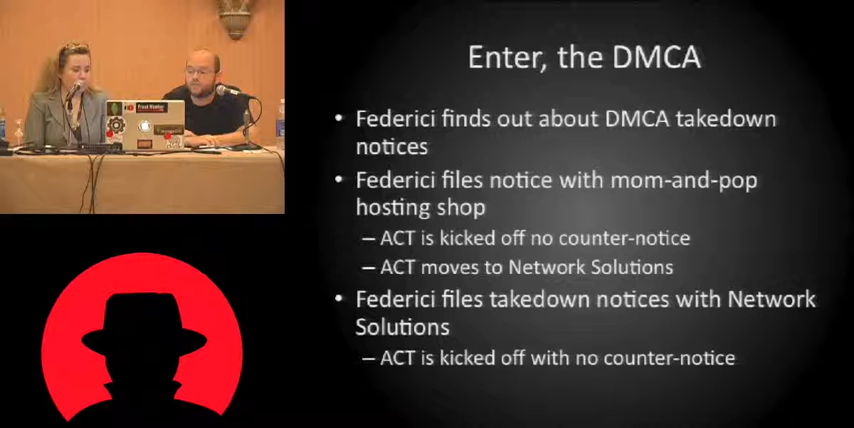 Enter, the DMCA
• Federici finds out about DMCA takedown
notices
• Federici files notice with mom-and-pop
hosting shop
– ACT is kicked off no counter-notice
– ACT moves to Network Solutions
• Federici files takedown notices with Network
Solutions
– ACT is kicked off with no counter-notice